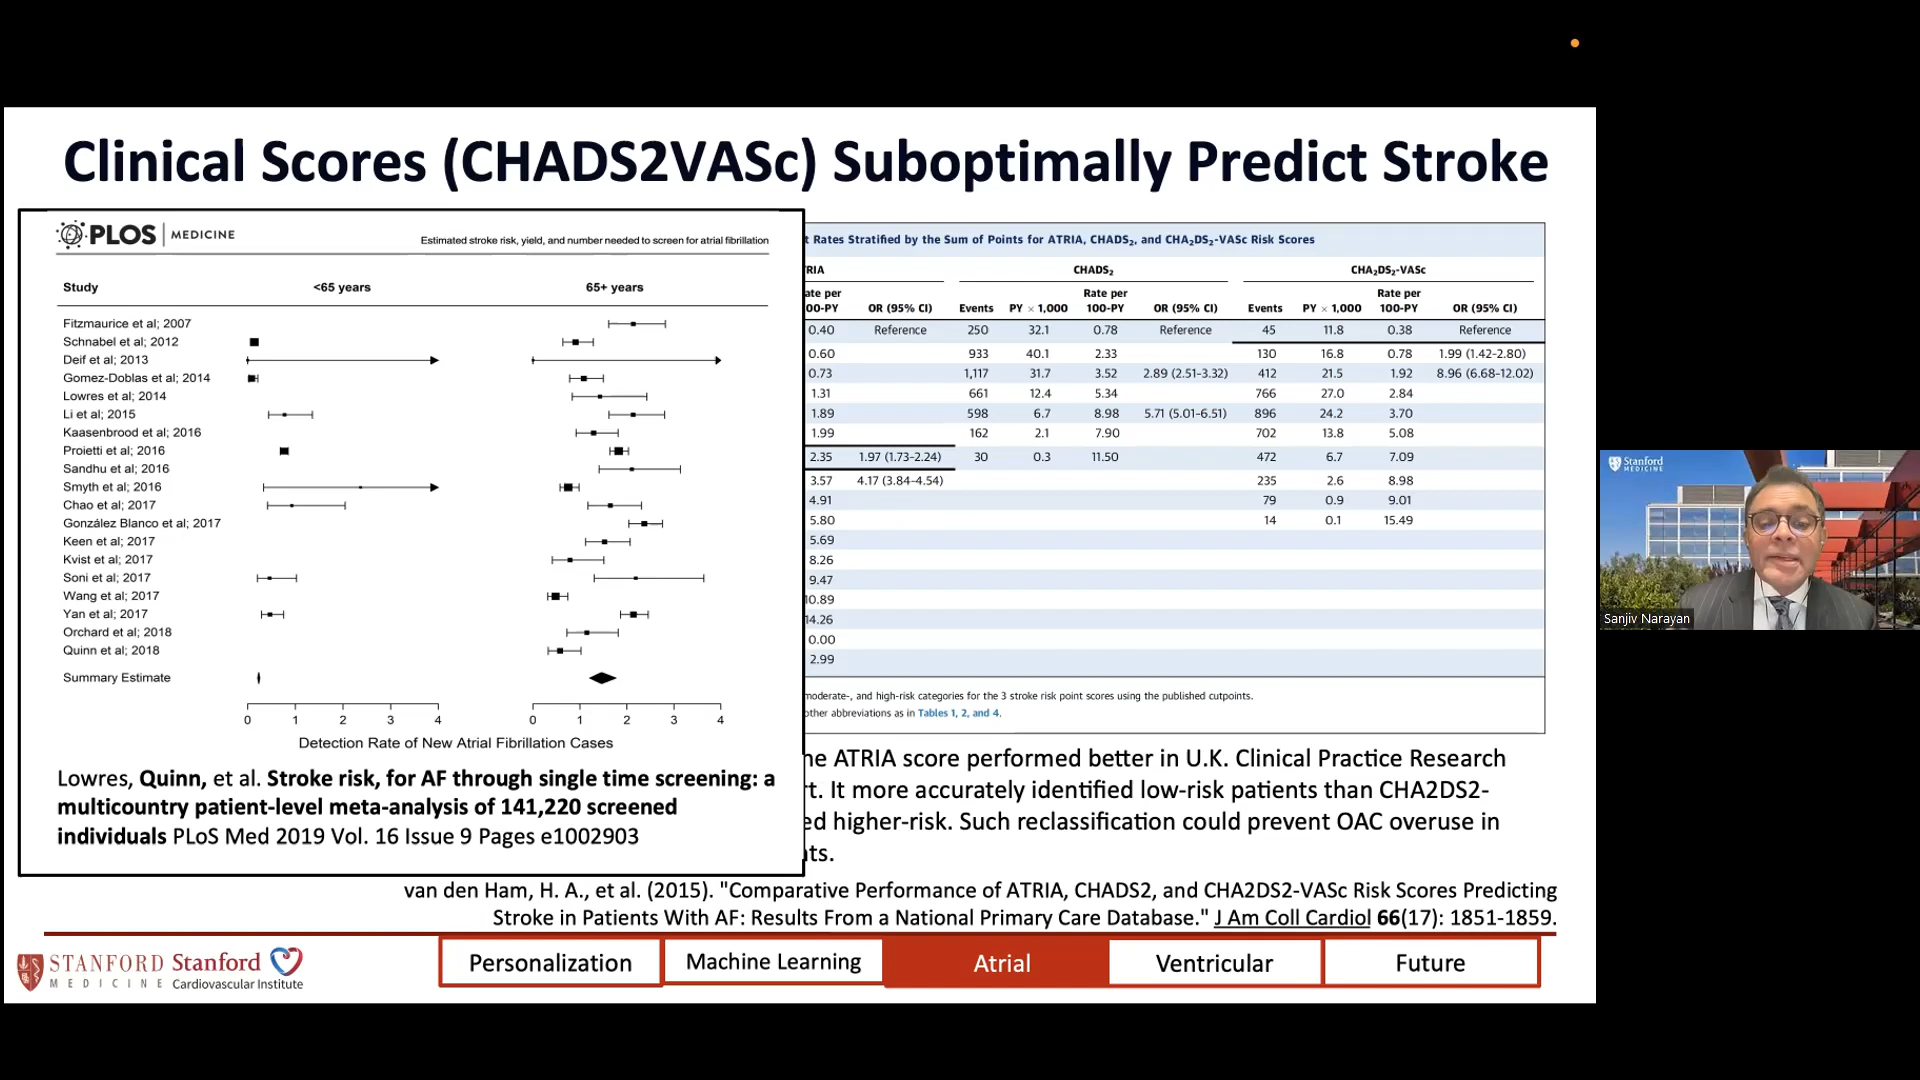 Clinical Scores (CHADS2VASc) Suboptimally Predict Stroke
PLOS MEDICINE
Estimated stroke risk, yield, and number needed to screen for atrial fibrillation
Study <65 years 65+ years
Fitzmaurice et al; 2007
Schnabel et al; 2012
Deif et al; 2013
Gomez-Doblas et al; 2014
Lowres et al; 2014
Li et al; 2015
Kaasenbrood et al; 2016
Proietti et al; 2016
Sandhu et al; 2016
Smyth et al; 2016
Chao et al; 2017
González Blanco et al; 2017
Keen et al; 2017
Kvist et al; 2017
Soni et al; 2017
Wang et al; 2017
Yan et al; 2017
Orchard et al; 2018
Quinn et al; 2018
Summary Estimate
0 1 2 3 4 0 1 2 3 4
Detection Rate of New Atrial Fibrillation Cases
Lowres, Quinn, et al. Stroke risk, for AF through single time screening: a
multicountry patient-level meta-analysis of 141,220 screened
individuals PLoS Med 2019 Vol. 16 Issue 9 Pages e1002903
t Rates Stratified by the Sum of Points for ATRIA, CHADS2, and CHA2DS2-VASc Risk Scores
RIA CHADS2 CHA2DS2-VASc
ate per Rate per Rate per
00-PY OR (95% CI) Events PY × 1,000 100-PY OR (95% CI) Events PY × 1,000 100-PY OR (95% CI)
0.40 Reference 250 32.1 0.78 Reference 45 11.8 0.38 Reference
0.60 933 40.1 2.33 130 16.8 0.78 1.99 (1.42-2.80)
0.73 1,117 31.7 3.52 2.89 (2.51-3.32) 412 21.5 1.92 8.96 (6.68-12.02)
1.31 661 12.4 5.34 766 27.0 2.84
1.89 598 6.7 8.98 5.71 (5.01-6.51) 896 24.2 3.70
1.99 162 2.1 7.90 702 13.8 5.08
2.35 1.97 (1.73-2.24) 30 0.3 11.50 472 6.7 7.09
3.57 4.17 (3.84-4.54) 235 2.6 8.98
4.91 79 0.9 9.01
5.80 14 0.1 15.49
5.69
8.26
9.47
10.89
14.26
0.00
2.99
moderate-, and high-risk categories for the 3 stroke risk point scores using the published cutpoints.
other abbreviations as in Tables 1, 2, and 4.
he ATRIA score performed better in U.K. Clinical Practice Research
rt. It more accurately identified low-risk patients than CHA2DS2-
ed higher-risk. Such reclassification could prevent OAC overuse in
nts.
van den Ham, H. A., et al. (2015). "Comparative Performance of ATRIA, CHADS2, and CHA2DS2-VASc Risk Scores Predicting
Stroke in Patients With AF: Results From a National Primary Care Database." J Am Coll Cardiol 66(17): 1851-1859.
STANFORD MEDICINE
Stanford Cardiovascular Institute
Personalization Machine Learning Atrial Ventricular Future
Stanford MEDICINE
Sanjiv Narayan